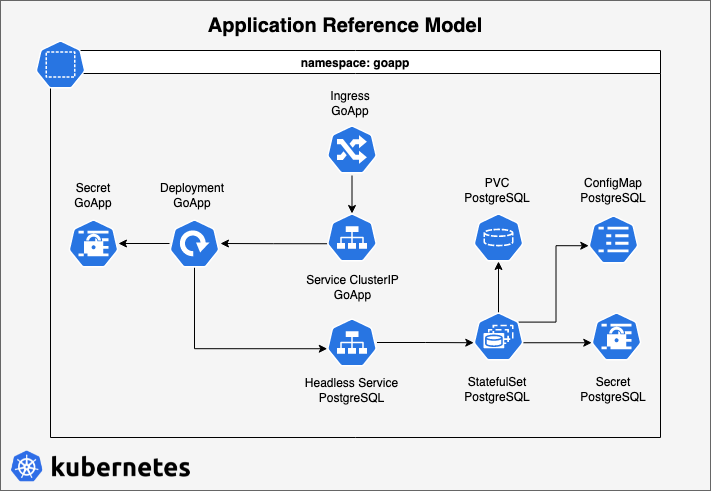 Application Reference Model
namespace: goapp
Ingress
GoApp
Secret
GoApp
Deployment
GoApp
PVC
PostgreSQL
ConfigMap
PostgreSQL
Service ClusterIP
GoApp
Headless Service
PostgreSQL
StatefulSet
PostgreSQL
Secret
PostgreSQL
kubernetes